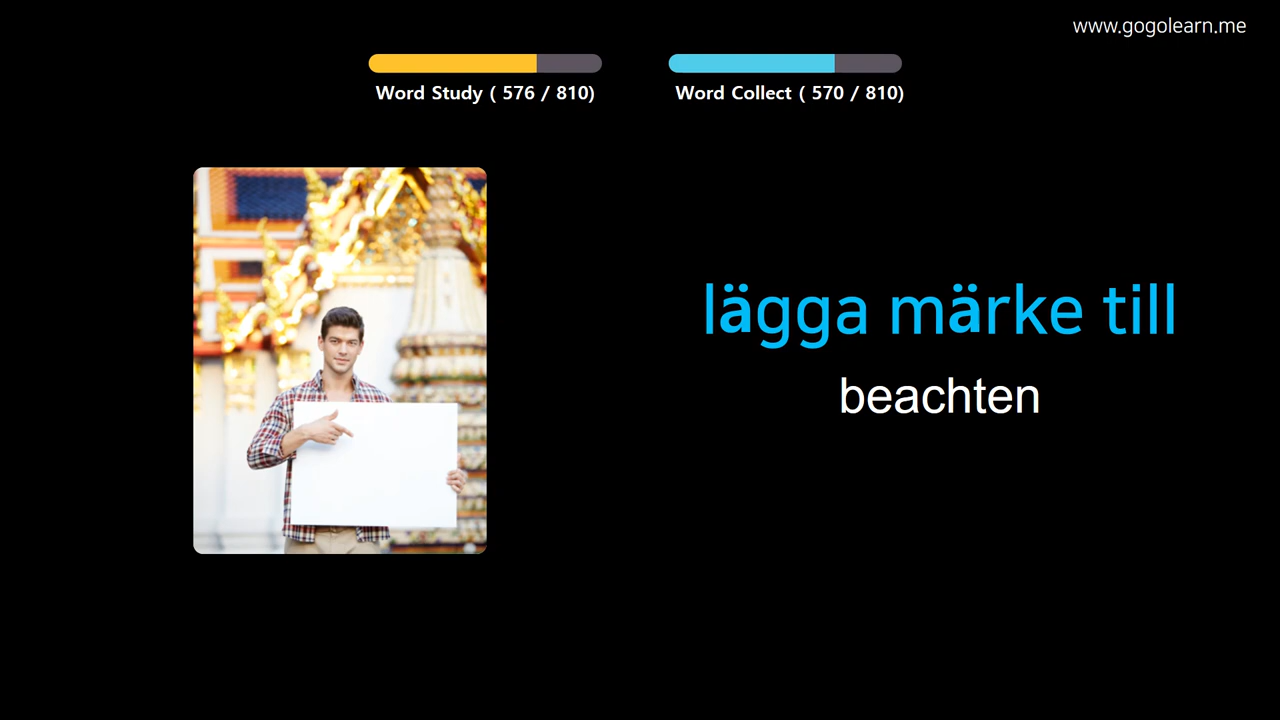 www.gogolearn.me
Word Study ( 576 / 810)
Word Collect ( 570 / 810)
lägga märke till
beachten